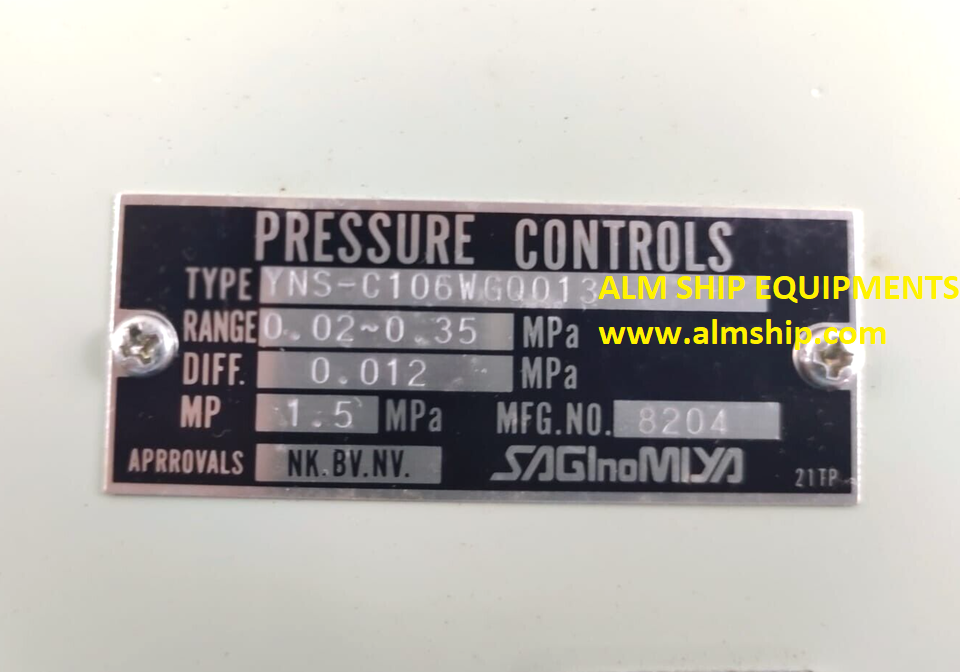 PRESSURE CONTROLS
TYPE YNS-C106WGQ013
ALM SHIP EQUIPMENTS
RANGE 0.02~0.35 MPa
www.almship.com
DIFF. 0.012 MPa
MP 1.5 MPa MFG.NO. 8204
APRROVALS NK.BV.NV. SAGInoMIYA
21TP